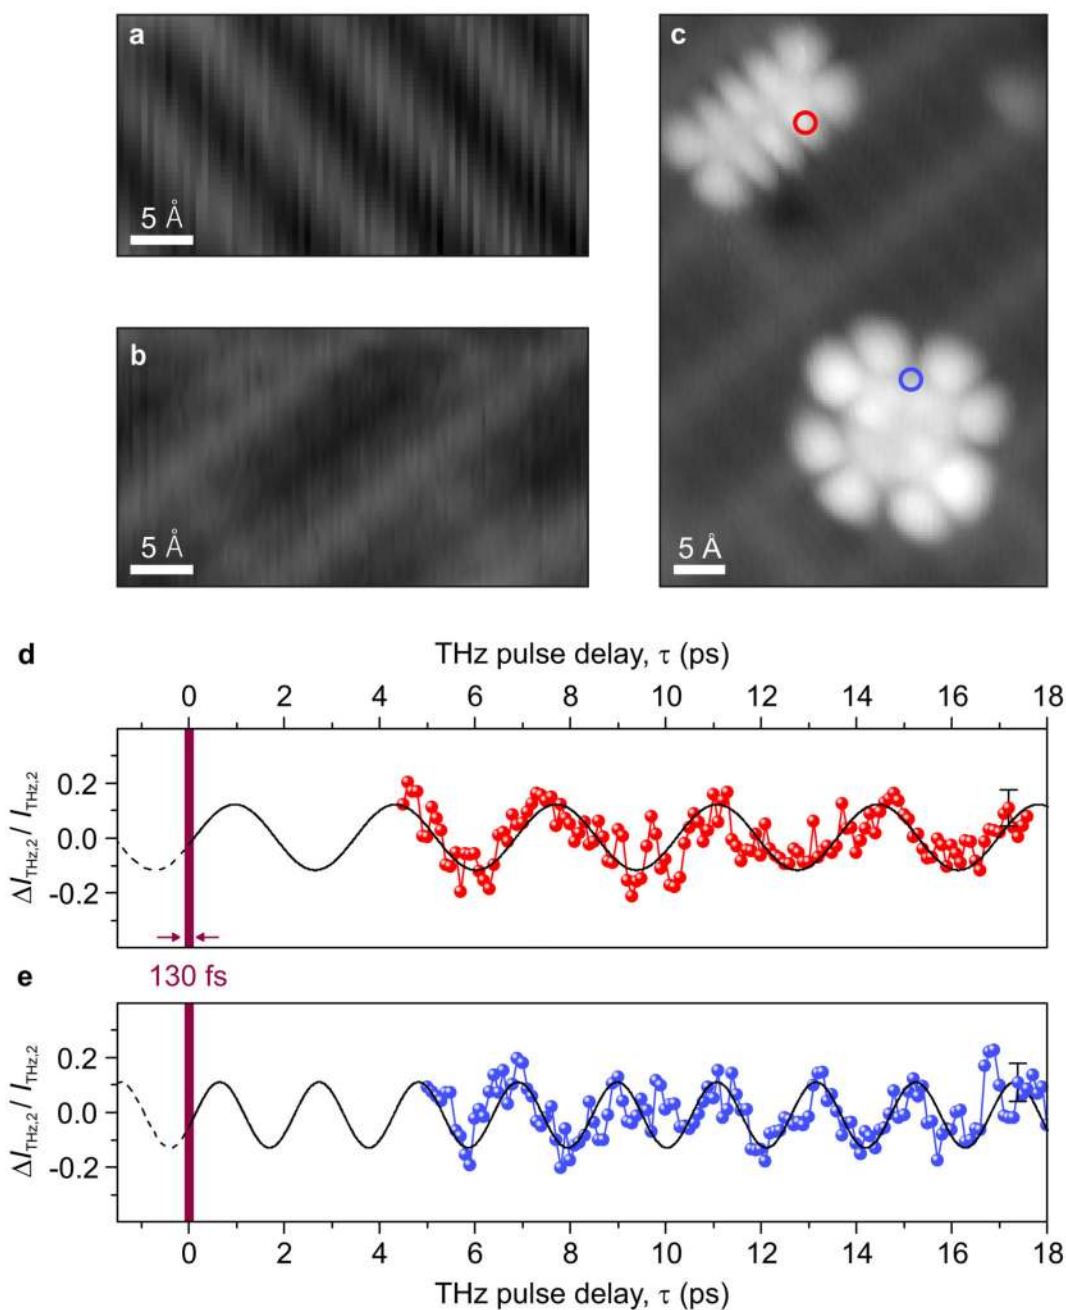 a
5 Å
b
5 Å
c
5 Å
d
THz pulse delay, τ (ps)
0 2 4 6 8 10 12 14 16 18
0.2
0.0
-0.2
ΔI_THz,2 / I_THz,2
130 fs
e
0.2
0.0
-0.2
ΔI_THz,2 / I_THz,2
0 2 4 6 8 10 12 14 16 18
THz pulse delay, τ (ps)